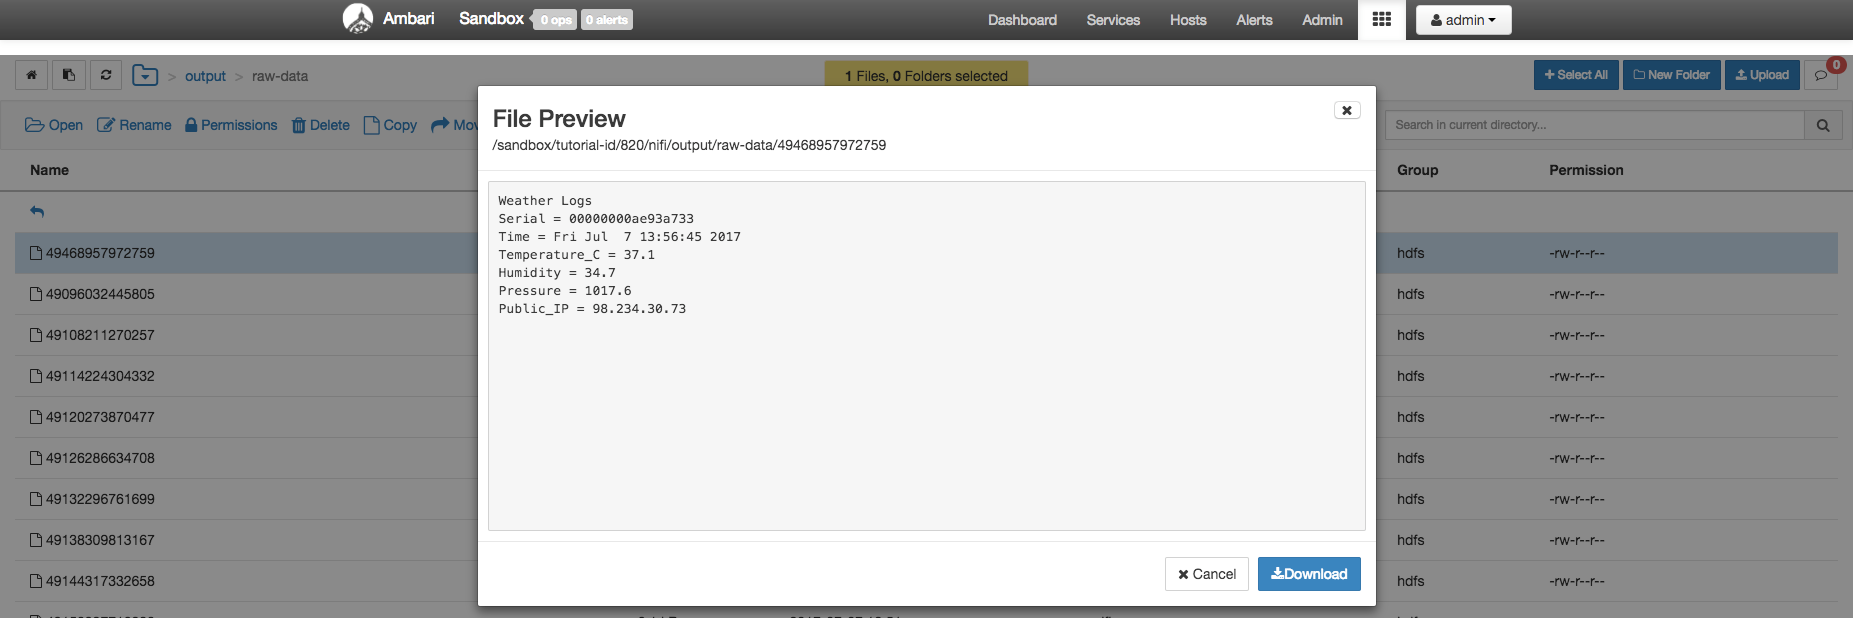 Ambari Sandbox 0 ops 0 alerts Dashboard Services Hosts Alerts Admin admin
> output > raw-data 1 Files, 0 Folders selected Select All New Folder Upload 0
Open Rename Permissions Delete Copy Search in current directory...
File Preview
/sandbox/tutorial-id/820/nifi/output/raw-data/49468957972759
Name Group Permission
Weather Logs
Serial = 00000000ae93a733
Time = Fri Jul  7 13:56:45 2017
Temperature_C = 37.1
Humidity = 34.7
Pressure = 1017.6
Public_IP = 98.234.30.73
49468957972759 hdfs -rw-r--r--
49096032445805 hdfs -rw-r--r--
49108211270257 hdfs -rw-r--r--
49114224304332 hdfs -rw-r--r--
49120273870477 hdfs -rw-r--r--
49126286634708 hdfs -rw-r--r--
49132296761699 hdfs -rw-r--r--
49138309813167 hdfs -rw-r--r--
49144317332658 hdfs -rw-r--r--
Cancel Download